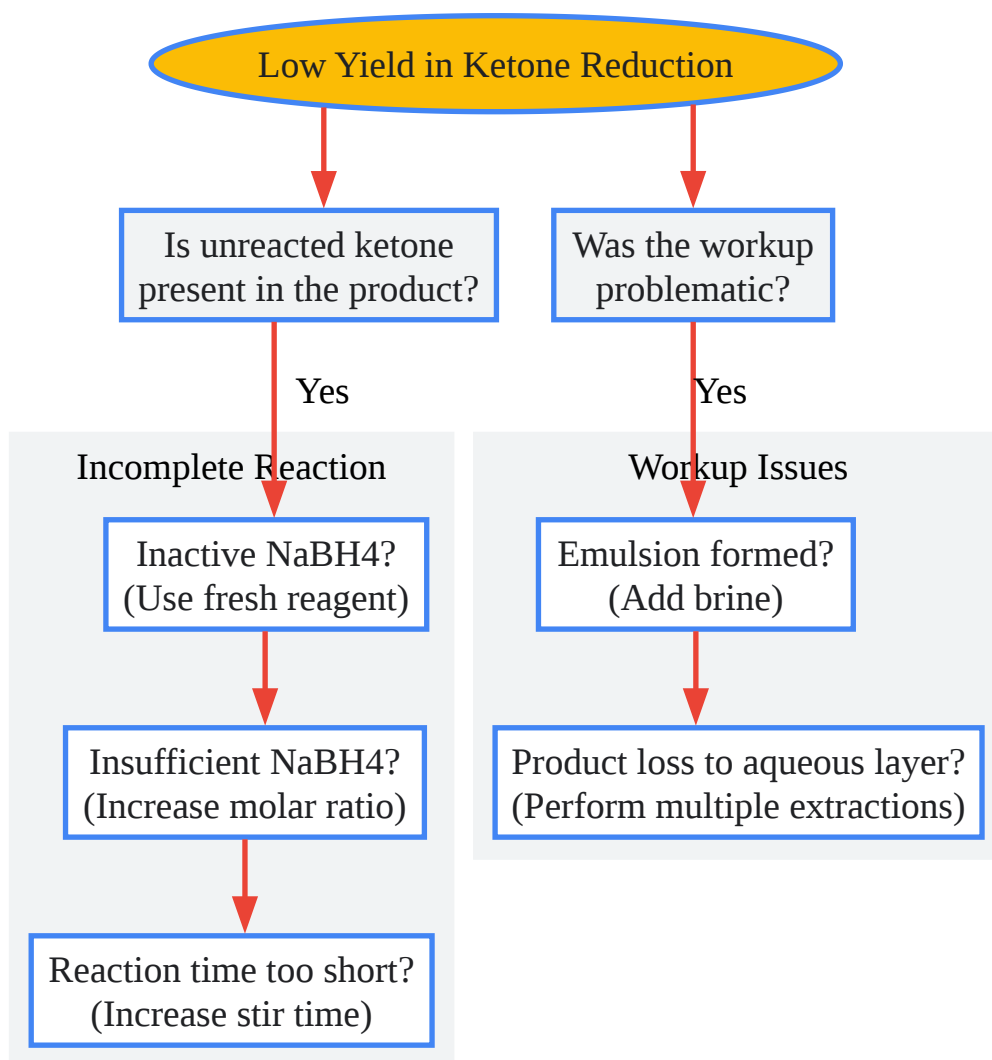 Low Yield in Ketone Reduction
Is unreacted ketone
present in the product?
Was the workup
problematic?
Yes
Yes
Incomplete Reaction
Inactive NaBH4?
(Use fresh reagent)
Insufficient NaBH4?
(Increase molar ratio)
Reaction time too short?
(Increase stir time)
Workup Issues
Emulsion formed?
(Add brine)
Product loss to aqueous layer?
(Perform multiple extractions)